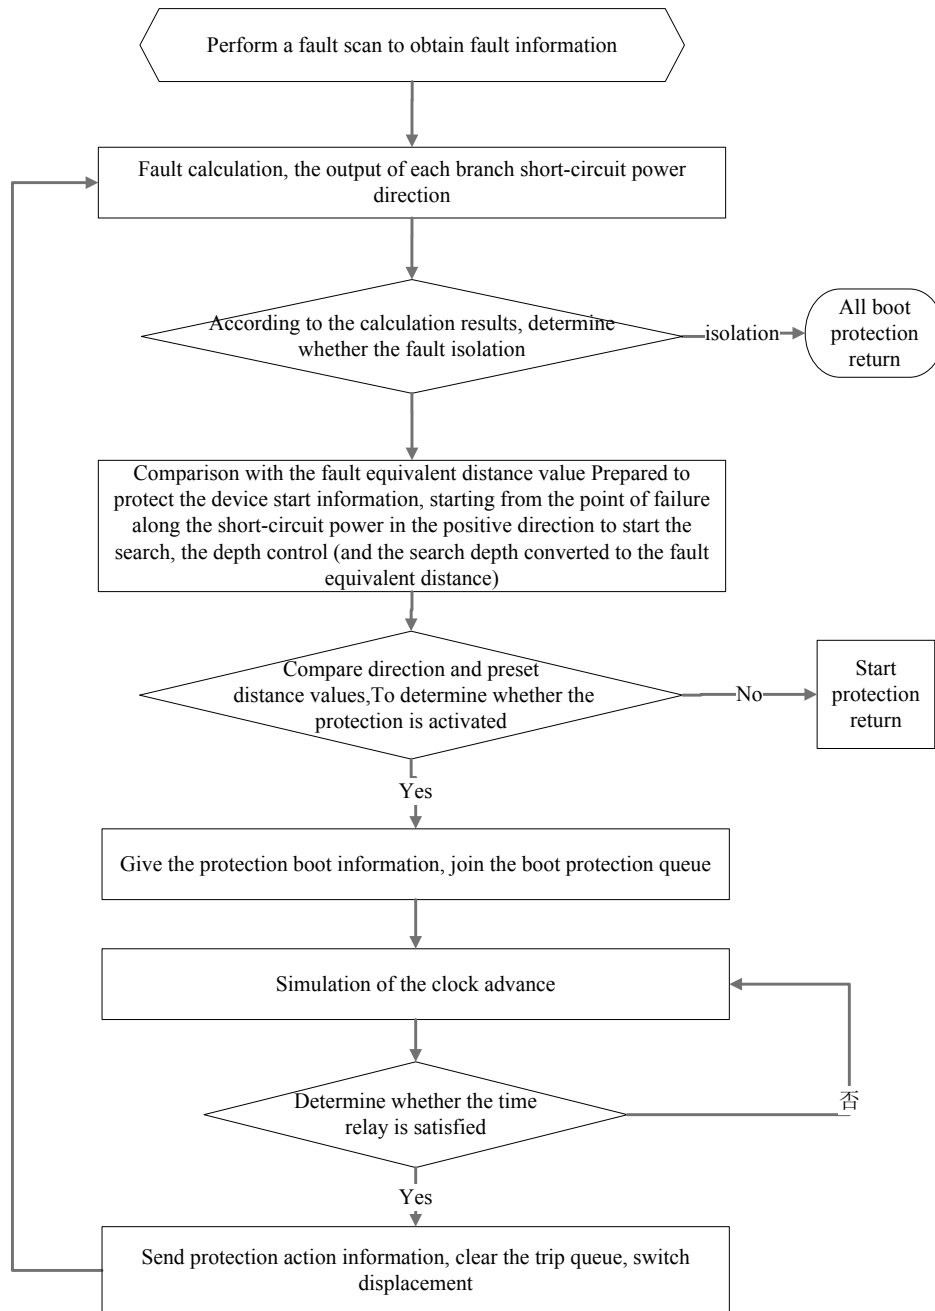 Perform a fault scan to obtain fault information
Fault calculation, the output of each branch short-circuit power
direction
According to the calculation results, determine
whether the fault isolation
isolation
All boot
protection
return
Comparison with the fault equivalent distance value Prepared to
protect the device start information, starting from the point of failure
along the short-circuit power in the positive direction to start the
search, the depth control (and the search depth converted to the fault
equivalent distance)
Compare direction and preset
distance values,To determine whether the
protection is activated
No
Start
protection
return
Yes
Give the protection boot information, join the boot protection queue
Simulation of the clock advance
Determine whether the time
relay is satisfied
否
Yes
Send protection action information, clear the trip queue, switch
displacement